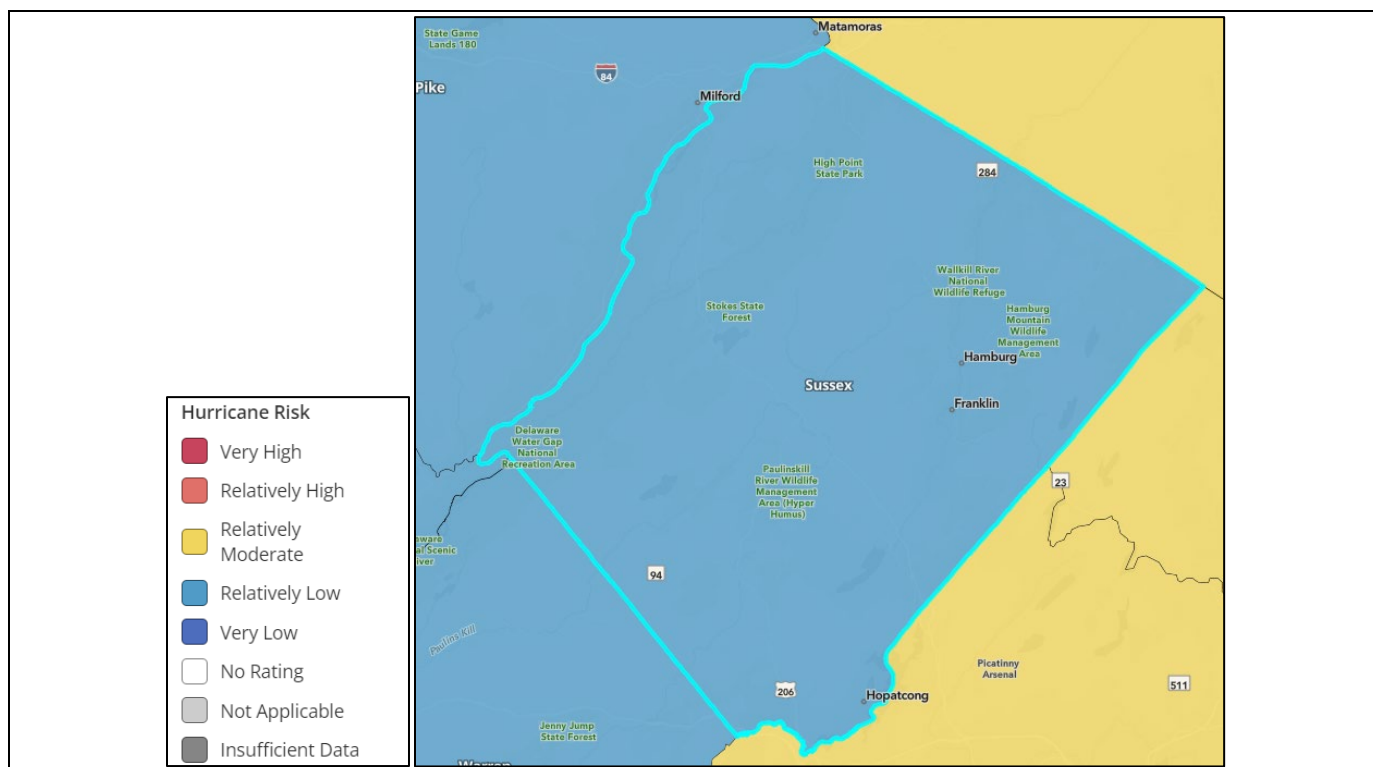 Matamoras
State Game
Lands 180
84
Pike
Milford
High Point
State Park
284
Wallkill River
National
Wildlife Refuge
Hamburg
Mountain
Wildlife
Management
Area
Stokes State
Forest
Hamburg
Sussex
Franklin
Delaware
Water Gap
National
Recreation Area
Paulinskill
River Wildlife
Management
Area (Hyper
Humus)
23
94
Paulins Kill
Picatinny
Arsenal
511
206
Hopatcong
Jenny Jump
State Forest
Hurricane Risk
Very High
Relatively High
Relatively
Moderate
Relatively Low
Very Low
No Rating
Not Applicable
Insufficient Data